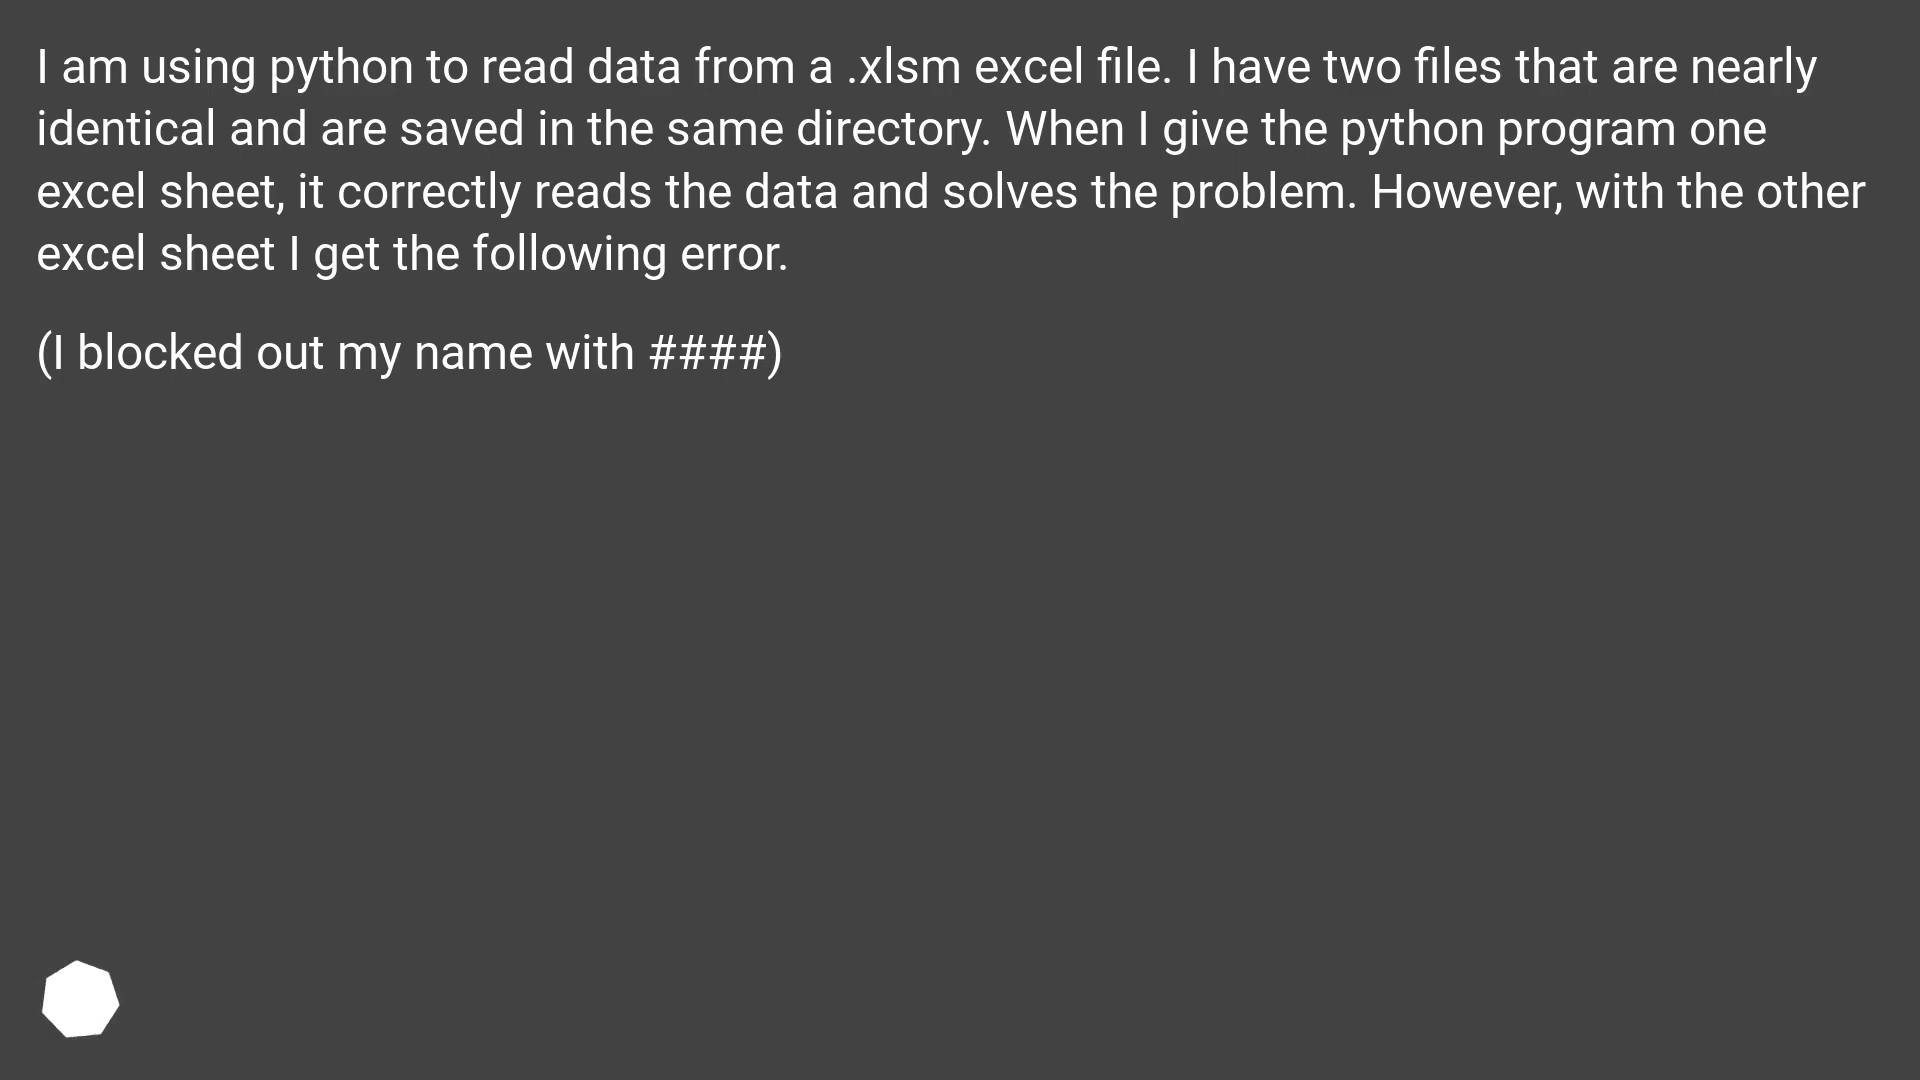 I am using python to read data from a .xlsm excel file. I have two files that are nearly
identical and are saved in the same directory. When I give the python program one
excel sheet, it correctly reads the data and solves the problem. However, with the other
excel sheet I get the following error.
(I blocked out my name with ####)